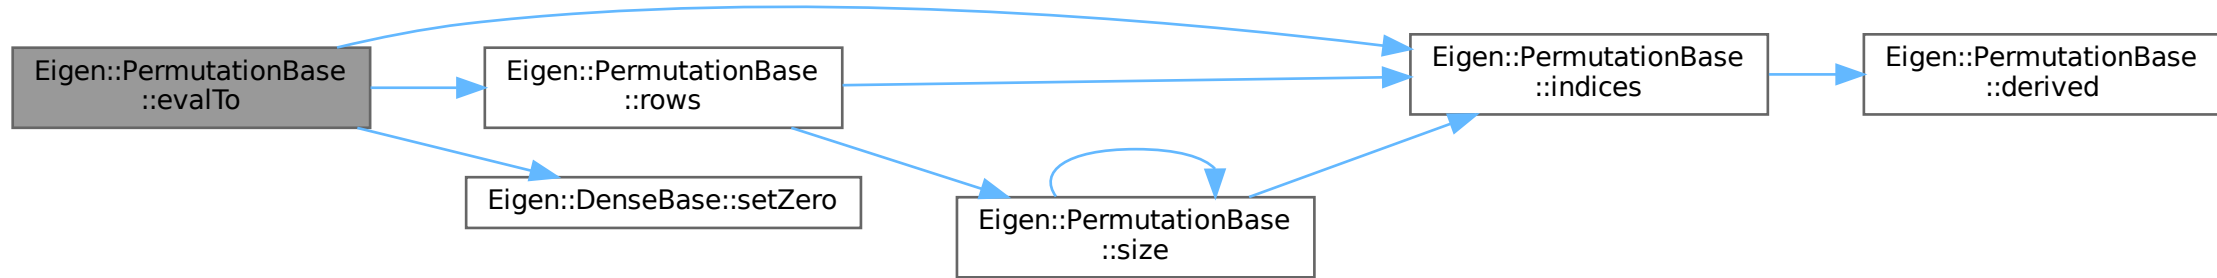 Eigen::PermutationBase
::evalTo
Eigen::PermutationBase
::rows
Eigen::DenseBase::setZero
Eigen::PermutationBase
::size
Eigen::PermutationBase
::indices
Eigen::PermutationBase
::derived